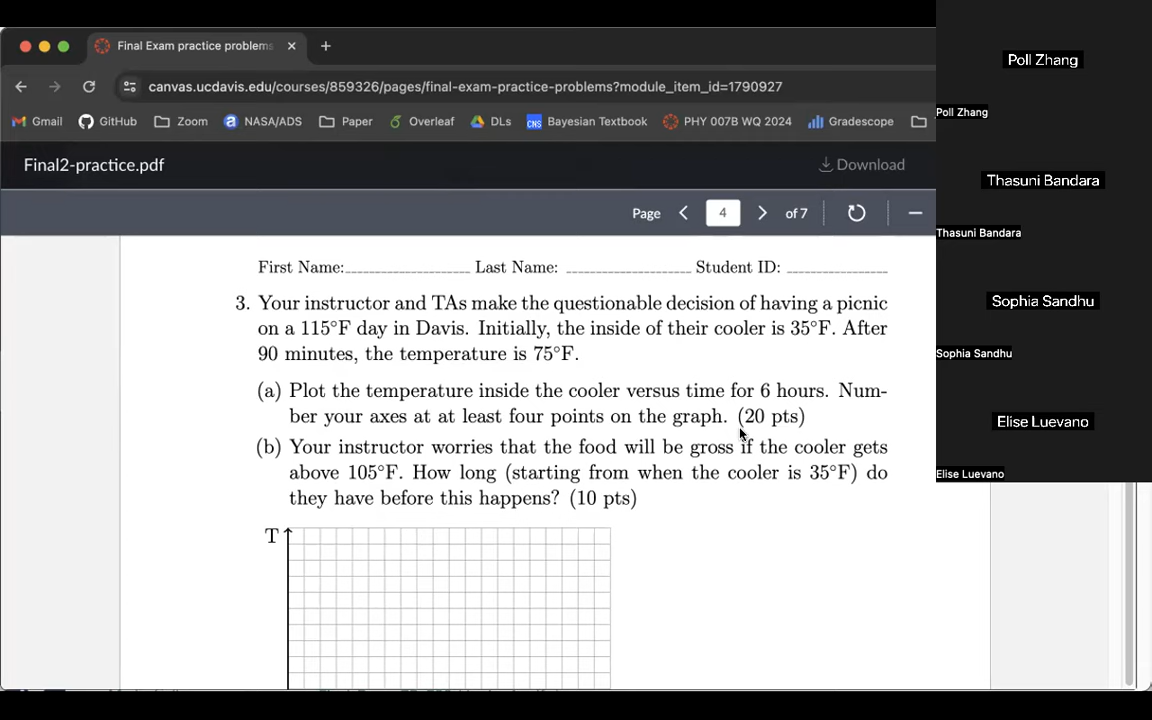 Final Exam practice problems
canvas.ucdavis.edu/courses/859326/pages/final-exam-practice-problems?module_item_id=1790927
Gmail GitHub Zoom NASA/ADS Paper Overleaf DLs CNS Bayesian Textbook PHY 007B WQ 2024 Gradescope
Final2-practice.pdf Download
Page 4 of 7
First Name: Last Name: Student ID:
3. Your instructor and TAs make the questionable decision of having a picnic
on a 115°F day in Davis. Initially, the inside of their cooler is 35°F. After
90 minutes, the temperature is 75°F.
(a) Plot the temperature inside the cooler versus time for 6 hours. Num-
ber your axes at at least four points on the graph. (20 pts)
(b) Your instructor worries that the food will be gross if the cooler gets
above 105°F. How long (starting from when the cooler is 35°F) do
they have before this happens? (10 pts)
T
Poll Zhang
Poll Zhang
Thasuni Bandara
Thasuni Bandara
Sophia Sandhu
Sophia Sandhu
Elise Luevano
Elise Luevano